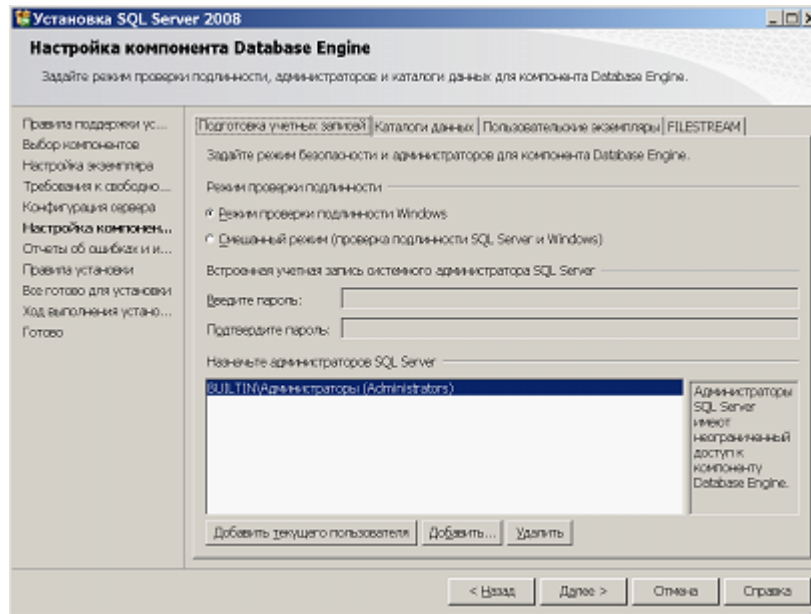 Установка SQL Server 2008
Настройка компонента Database Engine
Задайте режим проверки подлинности, администраторов и каталоги данных для компонента Database Engine.
Правила поддержки ус...
Выбор компонентов
Настройка экземпляра
Требования к свободно...
Конфигурация сервера
Настройка компонен...
Отчеты об ошибках и и...
Правила установки
Все готово для установки
Ход выполнения устано...
Готово
Подготовка учетных записей Каталоги данных Пользовательские экземпляры FILESTREAM
Задайте режим безопасности и администраторов для компонента Database Engine.
Режим проверки подлинности
Режим проверки подлинности Windows
Смешанный режим (проверка подлинности SQL Server и Windows)
Встроенная учетная запись системного администратора SQL Server
Введите пароль:
Подтвердите пароль:
Назначьте администраторов SQL Server
BUILTIN\Администраторы (Administrators)
Администраторы
SQL Server
имеют
неограниченный
доступ к
компоненту
Database Engine.
Добавить текущего пользователя Добавить... Удалить
< Назад Далее > Отмена Справка